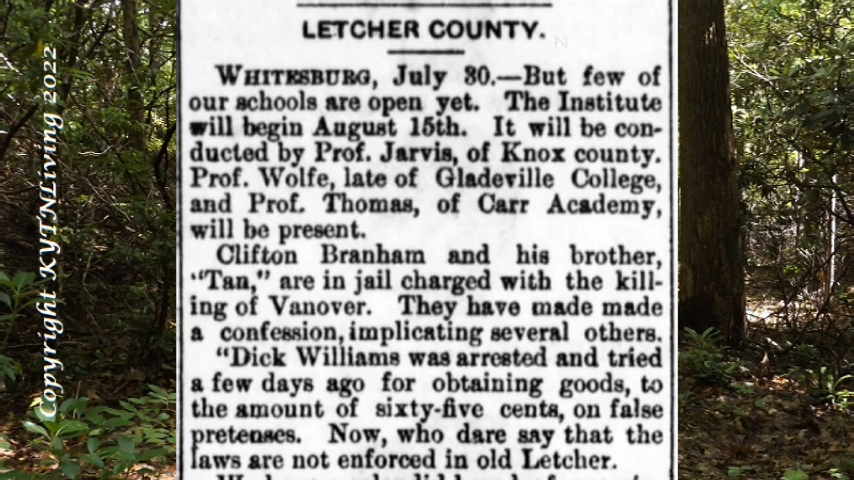 LETCHER COUNTY.
WHITESBURG, July 30.—But few of
our schools are open yet. The Institute
will begin August 15th. It will be con-
ducted by Prof. Jarvis, of Knox county.
Prof. Wolfe, late of Gladeville College,
and Prof. Thomas, of Carr Academy,
will be present.
Clifton Branham and his brother,
"Tan," are in jail charged with the kill-
ing of Vanover. They have made made
a confession, implicating several others.
"Dick Williams was arrested and tried
a few days ago for obtaining goods, to
the amount of sixty-five cents, on false
pretenses. Now, who dare say that the
laws are not enforced in old Letcher.
Copyright KYTNLiving 2022